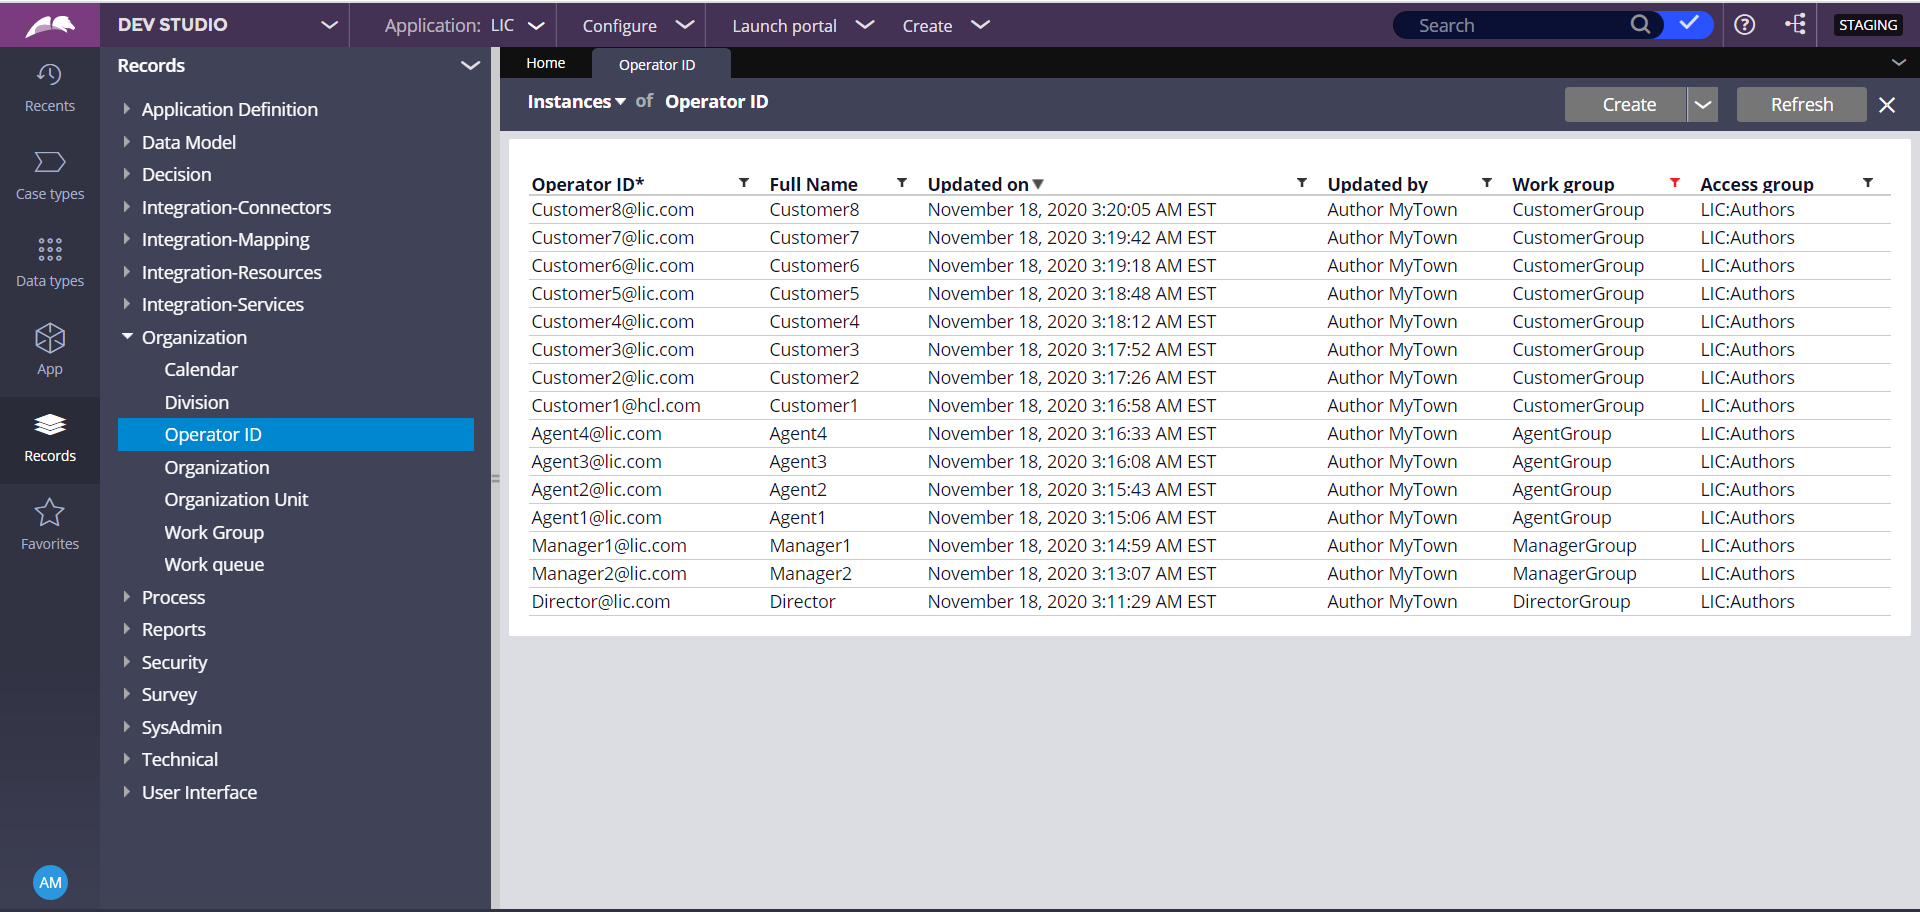 DEV STUDIO
Application: LIC
Configure
Launch portal
Create
Search
STAGING
Recents
Case types
Data types
App
Records
Favorites
AM
Records
Application Definition
Data Model
Decision
Integration-Connectors
Integration-Mapping
Integration-Resources
Integration-Services
Organization
Calendar
Division
Operator ID
Organization
Organization Unit
Work Group
Work queue
Process
Reports
Security
Survey
SysAdmin
Technical
User Interface
Home
Operator ID
Instances of Operator ID
Create
Refresh
Operator ID* Full Name Updated on Updated by Work group Access group
Customer8@lic.com Customer8 November 18, 2020 3:20:05 AM EST Author MyTown CustomerGroup LIC:Authors
Customer7@lic.com Customer7 November 18, 2020 3:19:42 AM EST Author MyTown CustomerGroup LIC:Authors
Customer6@lic.com Customer6 November 18, 2020 3:19:18 AM EST Author MyTown CustomerGroup LIC:Authors
Customer5@lic.com Customer5 November 18, 2020 3:18:48 AM EST Author MyTown CustomerGroup LIC:Authors
Customer4@lic.com Customer4 November 18, 2020 3:18:12 AM EST Author MyTown CustomerGroup LIC:Authors
Customer3@lic.com Customer3 November 18, 2020 3:17:52 AM EST Author MyTown CustomerGroup LIC:Authors
Customer2@lic.com Customer2 November 18, 2020 3:17:26 AM EST Author MyTown CustomerGroup LIC:Authors
Customer1@hcl.com Customer1 November 18, 2020 3:16:58 AM EST Author MyTown CustomerGroup LIC:Authors
Agent4@lic.com Agent4 November 18, 2020 3:16:33 AM EST Author MyTown AgentGroup LIC:Authors
Agent3@lic.com Agent3 November 18, 2020 3:16:08 AM EST Author MyTown AgentGroup LIC:Authors
Agent2@lic.com Agent2 November 18, 2020 3:15:43 AM EST Author MyTown AgentGroup LIC:Authors
Agent1@lic.com Agent1 November 18, 2020 3:15:06 AM EST Author MyTown AgentGroup LIC:Authors
Manager1@lic.com Manager1 November 18, 2020 3:14:59 AM EST Author MyTown ManagerGroup LIC:Authors
Manager2@lic.com Manager2 November 18, 2020 3:13:07 AM EST Author MyTown ManagerGroup LIC:Authors
Director@lic.com Director November 18, 2020 3:11:29 AM EST Author MyTown DirectorGroup LIC:Authors